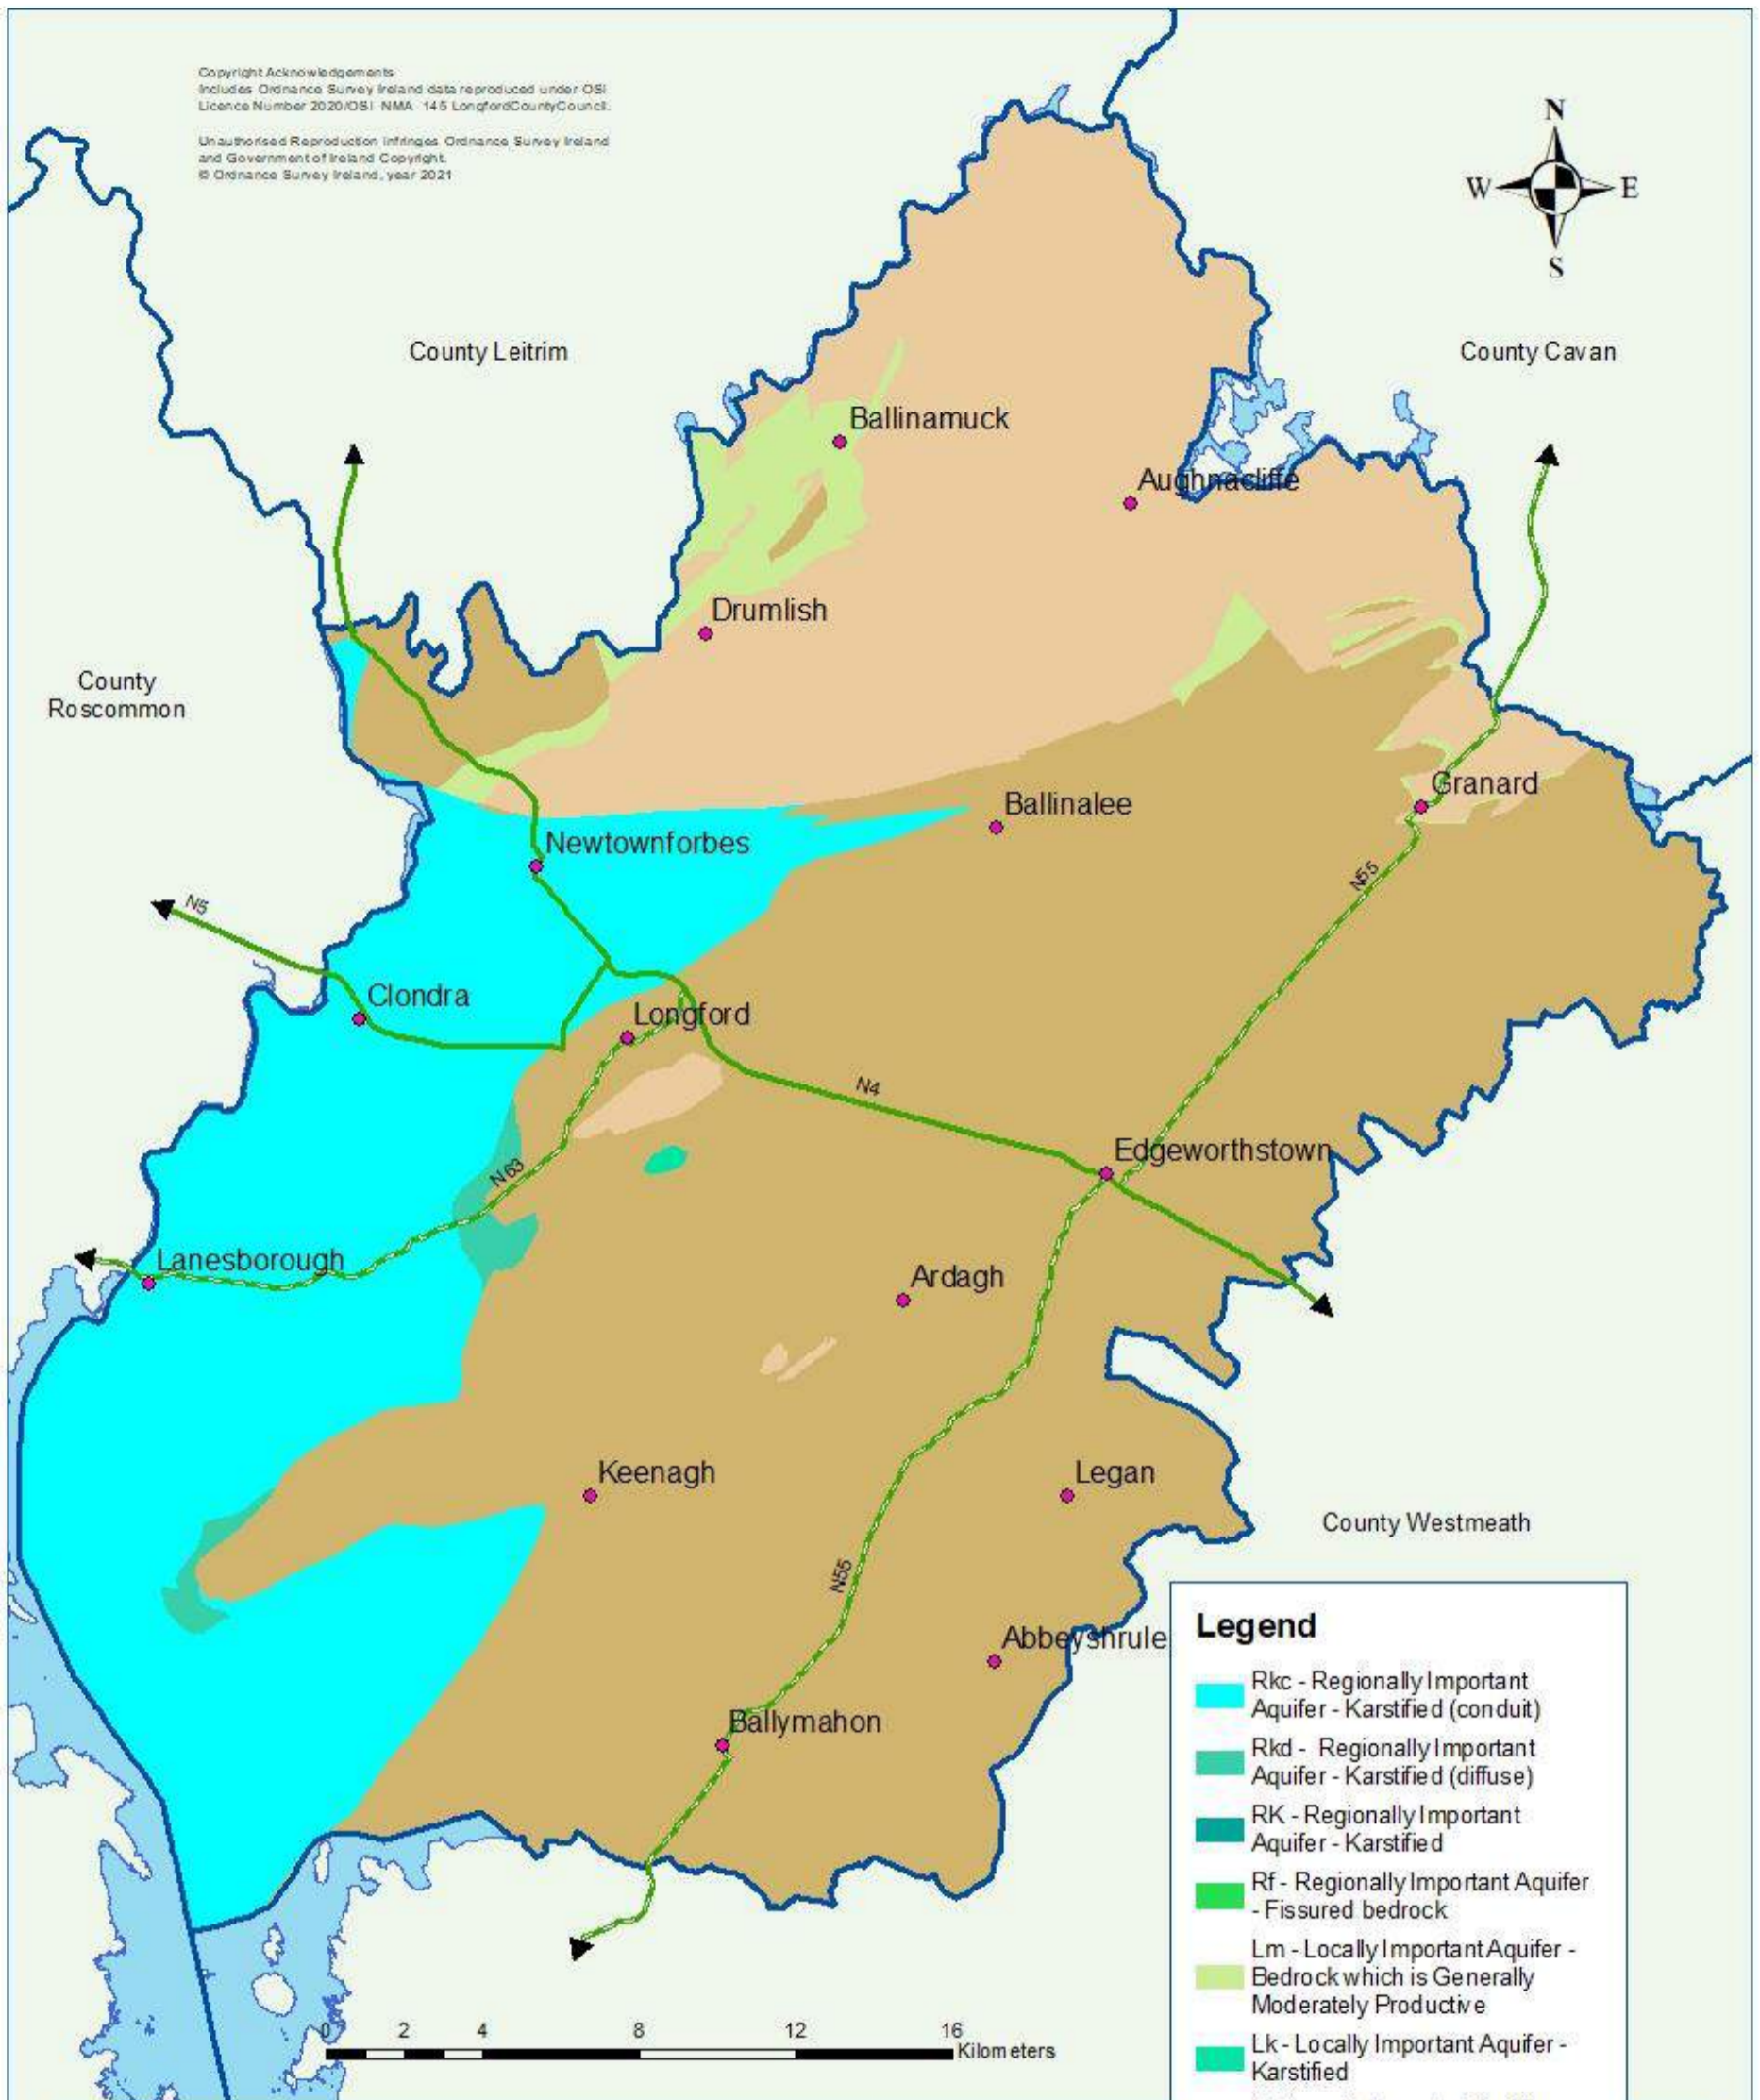 Copyright Acknowledgements
Includes Ordnance Survey Ireland data reproduced under OSi
Licence Number 2020/OSi NMA 145 LongfordCountyCouncil.
Unauthorised Reproduction infringes Ordnance Survey Ireland
and Government of Ireland Copyright.
© Ordnance Survey Ireland, year 2021
N
W
E
S
County Leitrim
County Cavan
Ballinamuck
Aughnacliffe
Drumlish
County
Roscommon
Granard
Ballinalee
Newtownforbes
N55
N5
Clondra
Longford
N4
Edgeworthstown
N63
Lanesborough
Ardagh
Keenagh
Legan
County Westmeath
N55
Abbeyshrule
Ballymahon
Legend
Rkc - Regionally Important
Aquifer - Karstified (conduit)
Rkd - Regionally Important
Aquifer - Karstified (diffuse)
RK - Regionally Important
Aquifer - Karstified
Rf - Regionally Important Aquifer
- Fissured bedrock
Lm - Locally Important Aquifer -
Bedrock which is Generally
Moderately Productive
Lk - Locally Important Aquifer -
Karstified
0 2 4 8 12 16
Kilometers